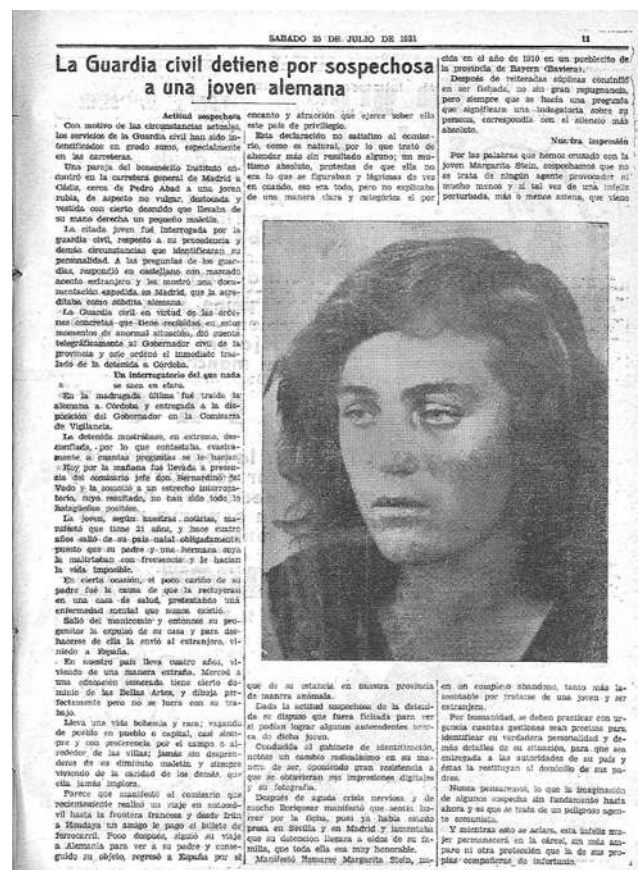 SABADO 25 DE JULIO DE 1931
11
La Guardia civil detiene por sospechosa
a una joven alemana
Actitud sospechosa
Con motivo de las circunstancias actuales,
los servicios de la Guardia civil han sido in-
tensificados en grado sumo, especialmente
en las carreteras.
Una pareja del benemérito Instituto en-
contró en la carretera general de Madrid a
Cádiz, cerca de Pedro Abad a una joven
rubia, de aspecto no vulgar, destocada y
vestida con cierto descuido que llevaba de
su mano derecha un pequeño maletín.
La citada joven fué interrogada por la
guardia civil, respecto a su procedencia y
demás circunstancias que identificaran su
personalidad. A las preguntas de los guar-
dias, respondió en castellano con marcado
acento extranjero y les mostró una docu-
mentación expedida en Madrid, que la acre-
ditaba como súbdita alemana.
La Guardia civil en virtud de las órde-
nes concretas que tiene recibidas en estos
momentos de anormal situación, dió cuenta
telegráficamente al Gobernador civil de la
provincia y este ordenó el inmediato tras-
lado de la detenida a Córdoba.
Un interrogatorio del que nada
se saca en claro.
En la madrugada última fué traída la
alemana a Córdoba y entregada a la dis-
posición del Gobernador en la Comisaría
de Vigilancia.
La detenida mostrábase, en extremo, des-
confiada, por lo que contestaba evasiva-
mente a cuantas preguntas se le hacían.
Hoy por la mañana fué llevada a presen-
cia del comisario jefe don Bernardino del
Vado y la sometió a un estrecho interroga-
torio, cuyo resultado, no han sido todo lo
halagüeños posibles.
La joven, según nuestras noticias, ma-
nifestó que tiene 21 años, y hace cuatro
años salió de su país natal obligadamente,
puesto que su padre y una hermana suya
la maltrataban con frecuencia y le hacían
la vida imposible.
En cierta ocasión, el poco cariño de su
padre fué la causa de que la recluyeran
en una casa de salud, pretextando una
enfermedad mental que nunca existió.
Salió del manicomio y entonces su pro-
genitor la expulsó de su casa y para des-
hacerse de ella la envió al extranjero, vi-
niendo a España.
En nuestro país lleva cuatro años, vi-
viendo de una manera extraña. Merced a
una educación esmerada tiene cierto do-
minio de las Bellas Artes, y dibuja per-
fectamente pero no se lucra con su tra-
bajo.
Lleva una vida bohemia y rara; vagando
de pueblo en pueblo o capital, casi siem-
pre y con preferencia por el campo o al-
rededor de las villas; jamás se despren-
deres de su diminuto maletín y siempre
viviendo de la caridad de los demás, que
ella jamás implora.
Parece que manifestó al comisario que
recientemente realizó un viaje en automó-
vil hasta la frontera francesa y desde Irún
a Hendaya un amigo le pagó el billete de
ferrocarril. Poco después, siguió su viaje
a Alemania para ver a su padre y conse-
guido su objeto, regresó a España por el
encanto y atracción que ejerce sober ella
este país de privilegio.
Esta declaración no satisfizo al comisa-
rio, como es natural, por lo que trató de
ahondar más sin resultado alguno; un mu-
tismo absoluto, protestas de que ella no
era lo que se figuraban y lágrimas de vez
en cuando, eso era todo, pero no explicaba
de una manera clara y categórica el por
que de su estancia en nuestra provincia
de manera anómala.
Dada la actitud sospechosa de la deteni-
da se dispuso que fuera fichada para ver
si podían lograr algunos antecedentes acer-
ca de dicha joven.
Conducida al gabinete de identificación,
nótase un cambio radicalísimo en su ma-
nera de ser, oponiendo gran resistencia a
que se obtuvieran sus impresiones digitales
y su fotografía.
Después de aguda crisis nerviosa y de
mucho lloriquear manifestó que sentía ho-
rror por la ficha, pues ya había estado
presa en Sevilla y en Madrid y lamentaba
que su detención llegara a oídos de su fa-
milia, que toda ella era muy honorable.
Manifestó llamarse Margarita Stein, na-
cida en el año de 1910 en un pueblecito de
la provincia de Bayern (Baviera).
Después de reiteradas súplicas consintió
en ser fichada, no sin gran repugnancia,
pero siempre que se hacía una pregunta
que significara una indagatoria sobre su
persona, correspondía con el silencio más
absoluto.
Nuestra impresión
Por las palabras que hemos cruzado con la
joven Margarita Stein, sospechamos que no
se trata de ningún agente provocador ni
mucho menos y si tal vez de una infeliz
perturbada, más o menos astena, que viene
en un completo abandono, tanto más la-
mentable por tratarse de una joven y ser
extranjera.
Por humanidad, se deben practicar con ur-
gencia cuantas gestiones sean precisas para
identificar su verdadera personalidad y de-
más detalles de su situación, para que sea
entregada a las autoridades de su país y
éstas la restituyan al domicilio de sus pa-
dres.
Nunca pensaremos, lo que la imaginación
de algunos sospecha sin fundamento hasta
ahora y es que se trata de un peligroso agen-
te comunista.
Y mientras esto se aclara, esta infeliz mu-
jer permanecerá en la cárcel, sin más ampa-
ro ni otra protección que la de sus pro-
pias compañeras de infortunio.